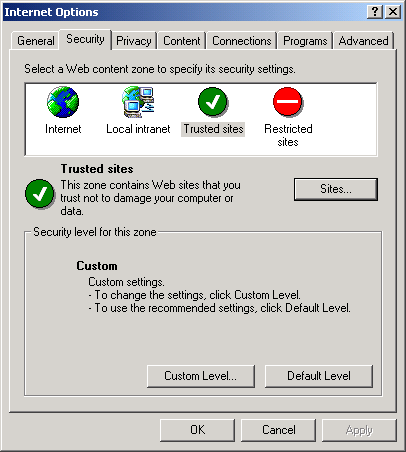 Internet Options
General Security Privacy Content Connections Programs Advanced
Select a Web content zone to specify its security settings.
Internet Local intranet Trusted sites Restricted
sites
Trusted sites
This zone contains Web sites that you
trust not to damage your computer or
data.
Sites...
Security level for this zone
Custom
Custom settings.
- To change the settings, click Custom Level.
- To use the recommended settings, click Default Level.
Custom Level... Default Level
OK Cancel Apply